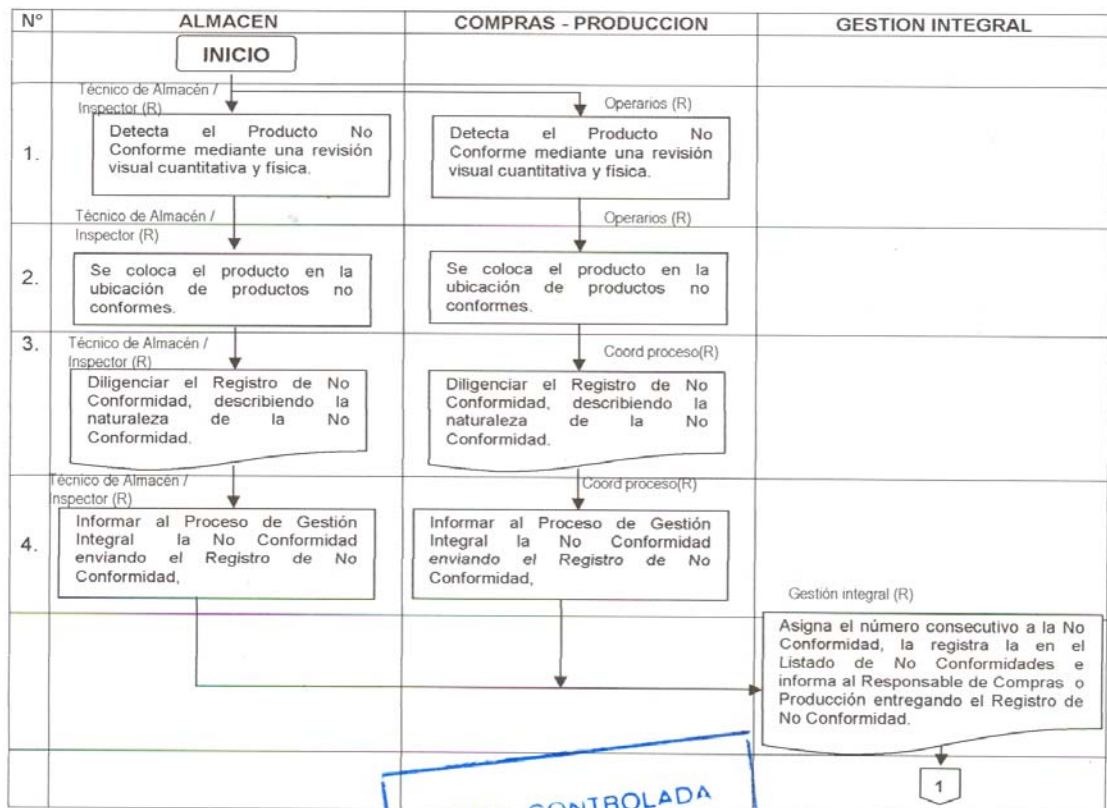 N° ALMACEN COMPRAS - PRODUCCION GESTION INTEGRAL
INICIO
Técnico de Almacén /
Inspector (R)
Operarios (R)
1.
Detecta el Producto No
Conforme mediante una revisión
visual cuantitativa y física.
Detecta el Producto No
Conforme mediante una revisión
visual cuantitativa y física.
Técnico de Almacén /
Inspector (R)
Operarios (R)
2.
Se coloca el producto en la
ubicación de productos no
conformes.
Se coloca el producto en la
ubicación de productos no
conformes.
3.
Técnico de Almacén /
Inspector (R)
Coord proceso(R)
Diligenciar el Registro de No
Conformidad, describiendo la
naturaleza de la No
Conformidad.
Diligenciar el Registro de No
Conformidad, describiendo la
naturaleza de la No
Conformidad.
Técnico de Almacén /
Inspector (R)
Coord proceso(R)
4.
Informar al Proceso de Gestión
Integral la No Conformidad
enviando el Registro de No
Conformidad,
Informar al Proceso de Gestión
Integral la No Conformidad
enviando el Registro de No
Conformidad,
Gestión integral (R)
Asigna el número consecutivo a la No
Conformidad, la registra la en el
Listado de No Conformidades e
informa al Responsable de Compras o
Producción entregando el Registro de
No Conformidad.
1
CONTROLADA